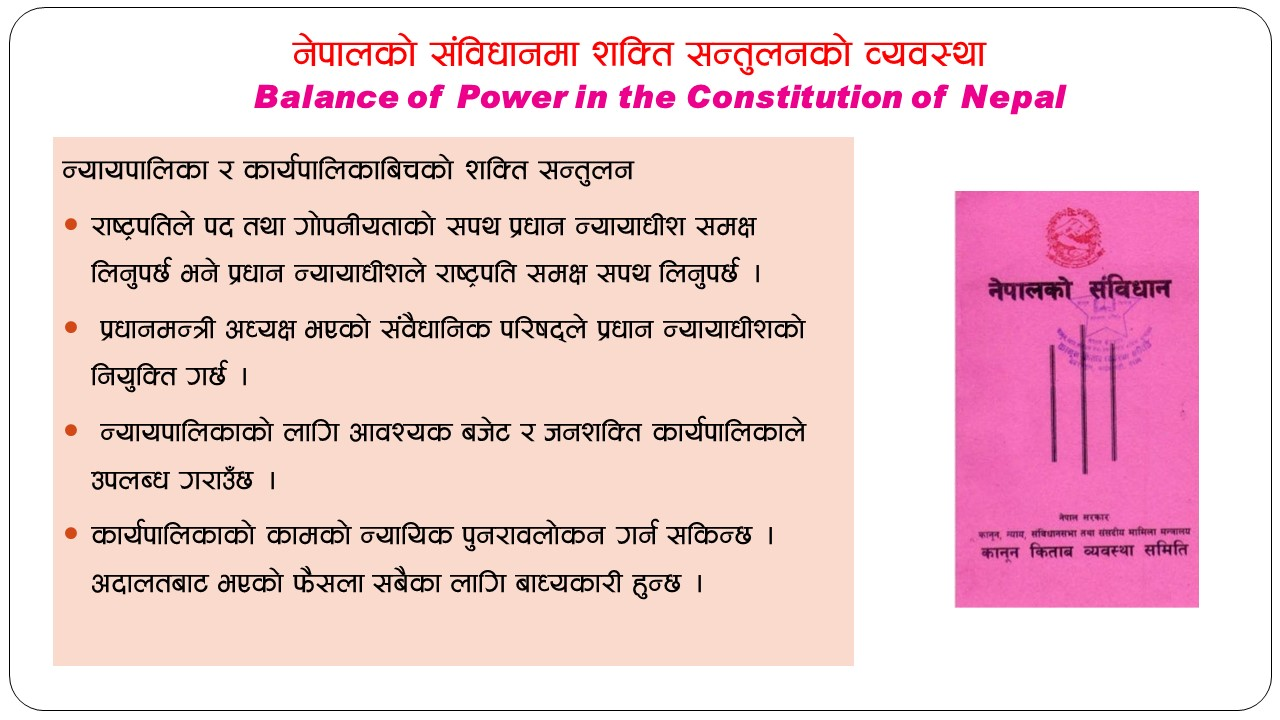 नेपालको संविधानमा शक्ति सन्तुलनको व्यवस्था
Balance of Power in the Constitution of Nepal
न्यायपालिका र कार्यपालिकाबिचको शक्ति सन्तुलन
राष्ट्रपतिले पद तथा गोपनीयताको सपथ प्रधान न्यायाधीश समक्ष
लिनुपर्छ भने प्रधान न्यायाधीशले राष्ट्रपति समक्ष सपथ लिनुपर्छ ।
प्रधानमन्त्री अध्यक्ष भएको संवैधानिक परिषद्ले प्रधान न्यायाधीशको
नियुक्ति गर्छ ।
न्यायपालिकाको लागि आवश्यक बजेट र जनशक्ति कार्यपालिकाले
उपलब्ध गराउँछ ।
कार्यपालिकाको कामको न्यायिक पुनरावलोकन गर्न सकिन्छ ।
अदालतबाट भएको फैसला सबैका लागि बाध्यकारी हुन्छ ।
नेपालको संविधान
नेपाल सरकार
कानून, न्याय, संविधानसभा तथा संसदीय मामिला मन्त्रालय
कानून किताब व्यवस्था समिति